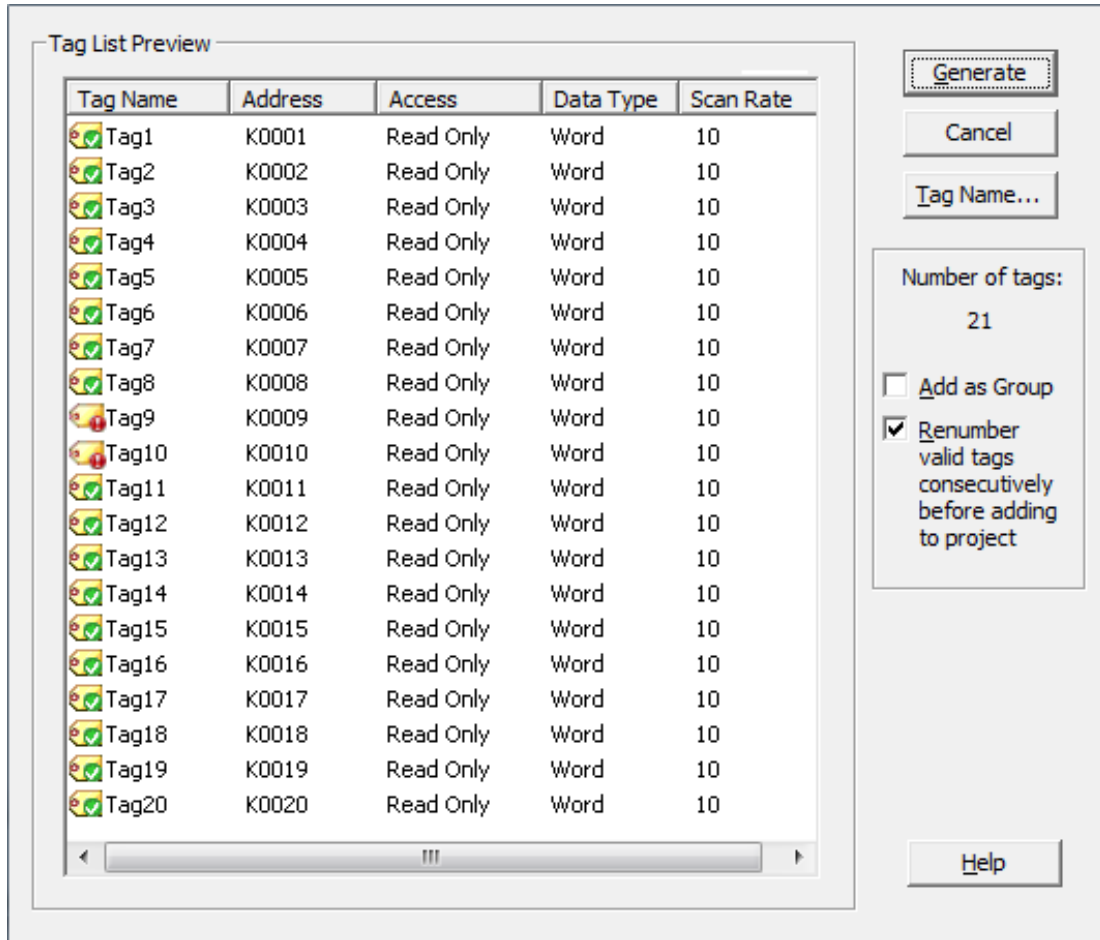 Tag List Preview
Tag Name Address Access Data Type Scan Rate
Tag1 K0001 Read Only Word 10
Tag2 K0002 Read Only Word 10
Tag3 K0003 Read Only Word 10
Tag4 K0004 Read Only Word 10
Tag5 K0005 Read Only Word 10
Tag6 K0006 Read Only Word 10
Tag7 K0007 Read Only Word 10
Tag8 K0008 Read Only Word 10
Tag9 K0009 Read Only Word 10
Tag10 K0010 Read Only Word 10
Tag11 K0011 Read Only Word 10
Tag12 K0012 Read Only Word 10
Tag13 K0013 Read Only Word 10
Tag14 K0014 Read Only Word 10
Tag15 K0015 Read Only Word 10
Tag16 K0016 Read Only Word 10
Tag17 K0017 Read Only Word 10
Tag18 K0018 Read Only Word 10
Tag19 K0019 Read Only Word 10
Tag20 K0020 Read Only Word 10
Generate
Cancel
Tag Name...
Number of tags:
21
Add as Group
Renumber
valid tags
consecutively
before adding
to project
Help